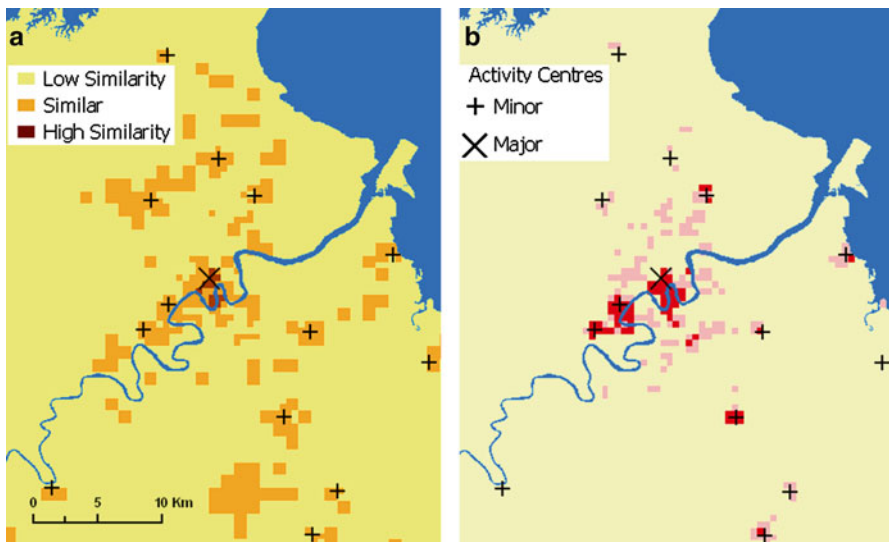 a
Low Similarity
Similar
High Similarity
0 5 10 Km
b
Activity Centres
Minor
Major